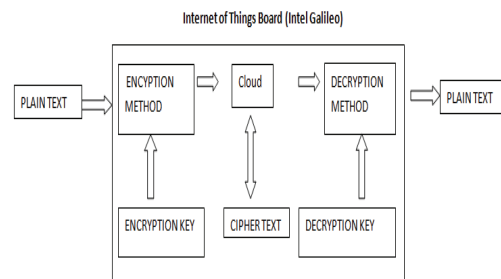 Internet of Things Board (Intel Galileo)
PLAIN TEXT
ENCYPTION
METHOD
Cloud
DECRYPTION
METHOD
PLAIN TEXT
ENCRYPTION KEY
CIPHER TEXT
DECRYPTION KEY